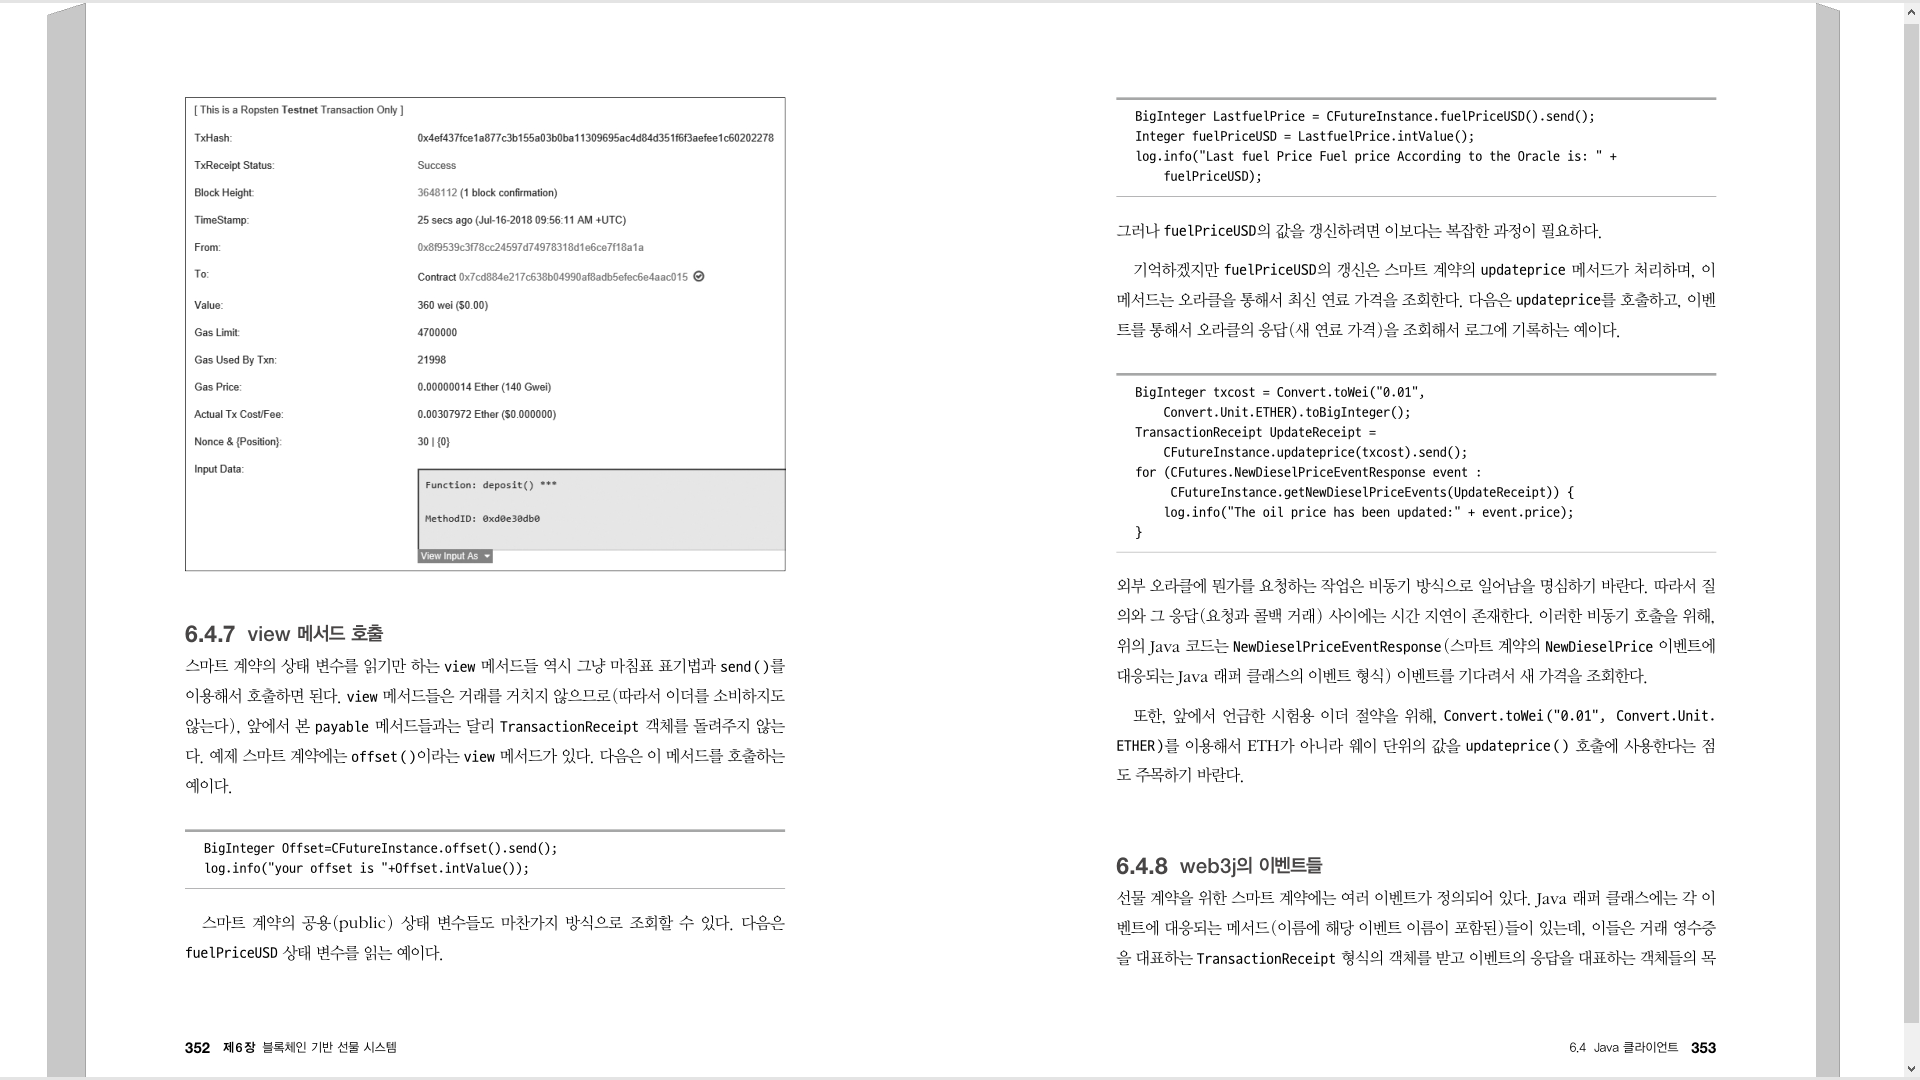 [ This is a Ropsten Testnet Transaction Only ]
TxHash: 0x4ef437fce1a877c3b155a03b0ba11309695ac4d84d351f6f3aefee1c60202278
TxReceipt Status: Success
Block Height: 3648112 (1 block confirmation)
TimeStamp: 25 secs ago (Jul-16-2018 09:56:11 AM +UTC)
From: 0x8f9539c3f78cc24597d74978318d1e6ce7f18a1a
To: Contract 0x7cd884e217c638b04990af8adb5efec6e4aac015
Value: 360 wei ($0.00)
Gas Limit: 4700000
Gas Used By Txn: 21998
Gas Price: 0.00000014 Ether (140 Gwei)
Actual Tx Cost/Fee: 0.00307972 Ether ($0.000000)
Nonce & {Position}: 30 | {0}
Input Data:
Function: deposit() ***
MethodID: 0xd0e30db0
View Input As
6.4.7 view 메서드 호출
스마트 계약의 상태 변수를 읽기만 하는 view 메서드들 역시 그냥 마침표 표기법과 send()를
이용해서 호출하면 된다. view 메서드들은 거래를 거치지 않으므로(따라서 이더를 소비하지도
않는다), 앞에서 본 payable 메서드들과는 달리 TransactionReceipt 객체를 돌려주지 않는
다. 예제 스마트 계약에는 offset()이라는 view 메서드가 있다. 다음은 이 메서드를 호출하는
예이다.
BigInteger Offset=CFutureInstance.offset().send();
log.info("your offset is "+Offset.intValue());
스마트 계약의 공용(public) 상태 변수들도 마찬가지 방식으로 조회할 수 있다. 다음은
fuelPriceUSD 상태 변수를 읽는 예이다.
352 제6장 블록체인 기반 선물 시스템
BigInteger LastfuelPrice = CFutureInstance.fuelPriceUSD().send();
Integer fuelPriceUSD = LastfuelPrice.intValue();
log.info("Last fuel Price Fuel price According to the Oracle is: " +
fuelPriceUSD);
그러나 fuelPriceUSD의 값을 갱신하려면 이보다는 복잡한 과정이 필요하다.
기억하겠지만 fuelPriceUSD의 갱신은 스마트 계약의 updateprice 메서드가 처리하며, 이
메서드는 오라클을 통해서 최신 연료 가격을 조회한다. 다음은 updateprice를 호출하고, 이벤
트를 통해서 오라클의 응답(새 연료 가격)을 조회해서 로그에 기록하는 예이다.
BigInteger txcost = Convert.toWei("0.01",
Convert.Unit.ETHER).toBigInteger();
TransactionReceipt UpdateReceipt =
CFutureInstance.updateprice(txcost).send();
for (CFutures.NewDieselPriceEventResponse event :
CFutureInstance.getNewDieselPriceEvents(UpdateReceipt)) {
log.info("The oil price has been updated:" + event.price);
}
외부 오라클에 뭔가를 요청하는 작업은 비동기 방식으로 일어남을 명심하기 바란다. 따라서 질
의와 그 응답(요청과 콜백 거래) 사이에는 시간 지연이 존재한다. 이러한 비동기 호출을 위해,
위의 Java 코드는 NewDieselPriceEventResponse(스마트 계약의 NewDieselPrice 이벤트에
대응되는 Java 래퍼 클래스의 이벤트 형식) 이벤트를 기다려서 새 가격을 조회한다.
또한, 앞에서 언급한 시험용 이더 절약을 위해, Convert.toWei("0.01", Convert.Unit.
ETHER)를 이용해서 ETH가 아니라 웨이 단위의 값을 updateprice() 호출에 사용한다는 점
도 주목하기 바란다.
6.4.8 web3j의 이벤트들
선물 계약을 위한 스마트 계약에는 여러 이벤트가 정의되어 있다. Java 래퍼 클래스에는 각 이
벤트에 대응되는 메서드(이름에 해당 이벤트 이름이 포함된)들이 있는데, 이들은 거래 영수증
을 대표하는 TransactionReceipt 형식의 객체를 받고 이벤트의 응답을 대표하는 객체들의 목
6.4 Java 클라이언트 353